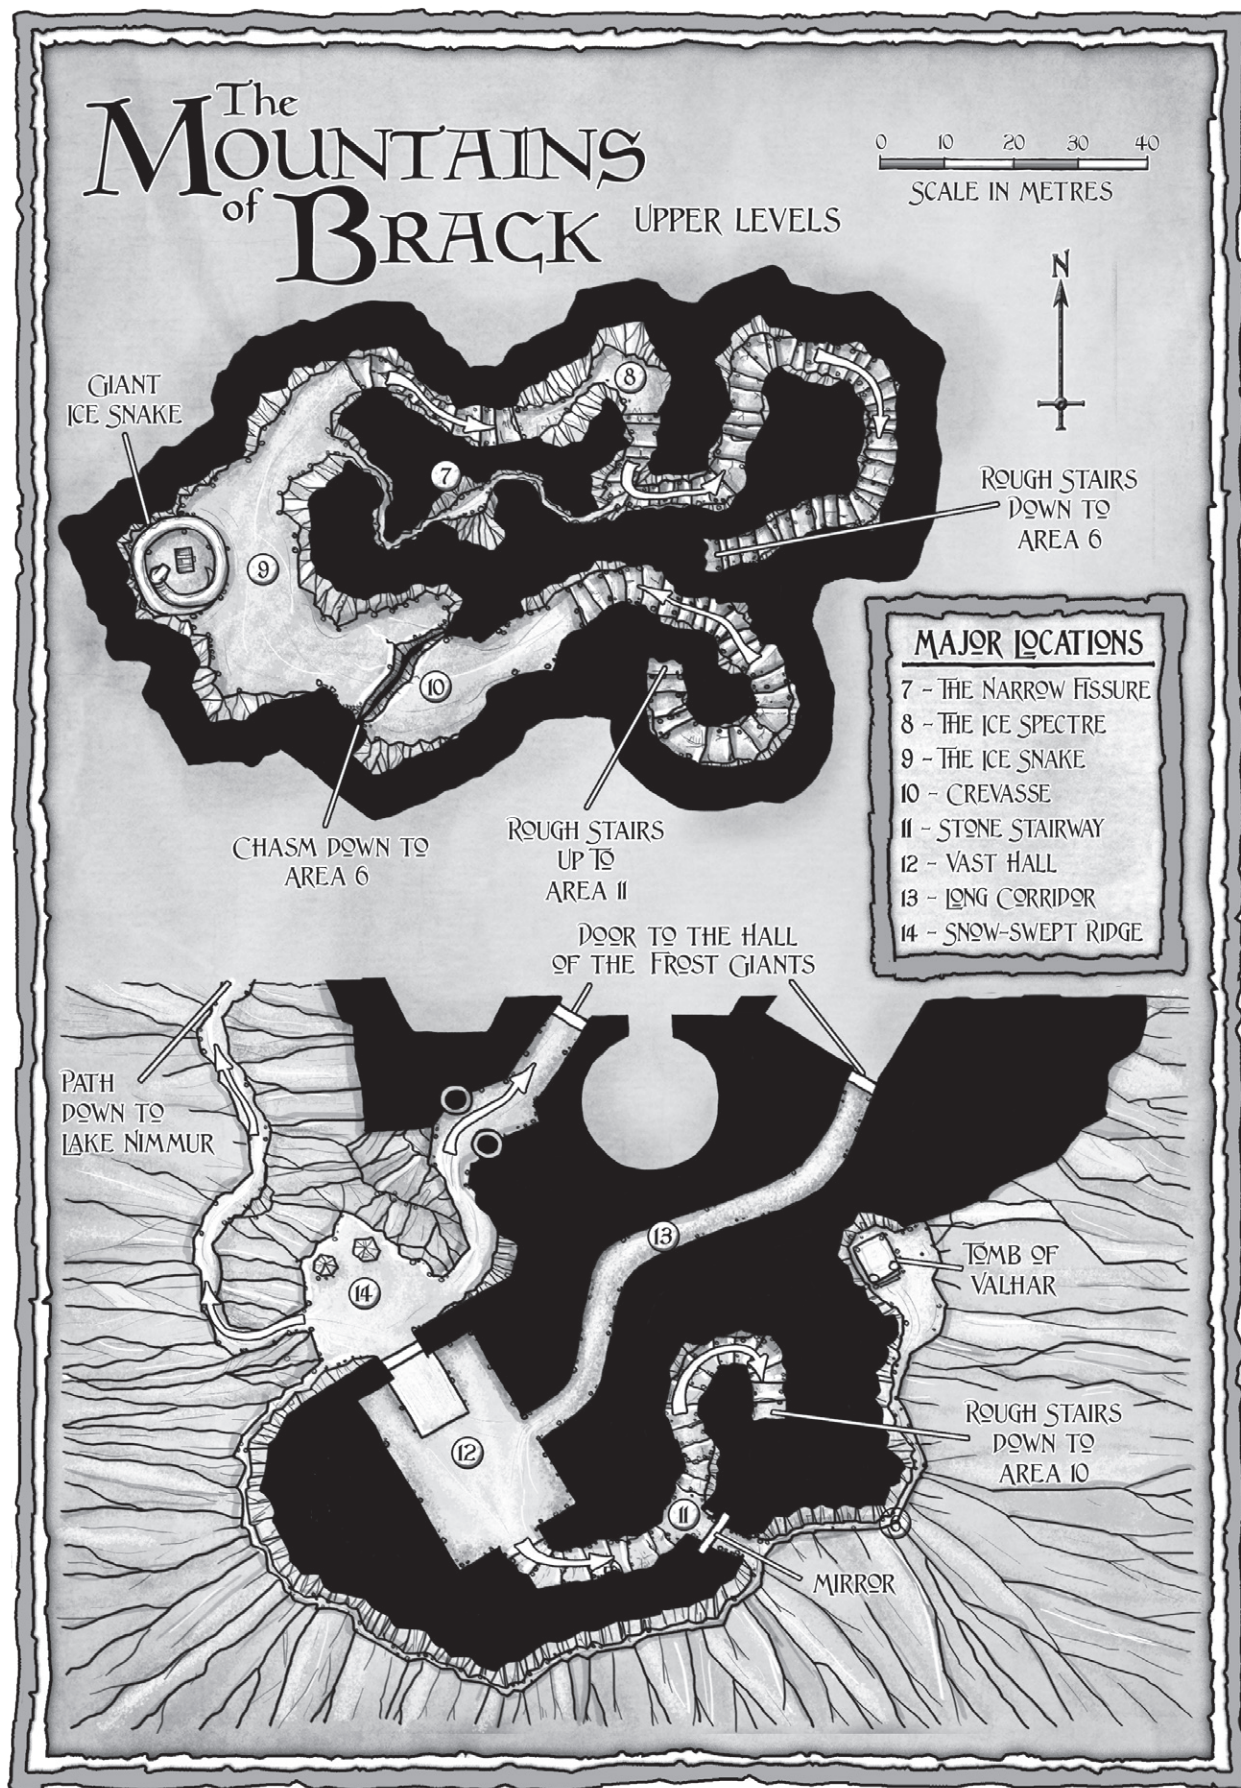 The
MOUNTAINS
of
BRACK
UPPER LEVELS
0 10 20 30 40
SCALE IN METRES
N
GIANT
ICE SNAKE
8
7
ROUGH STAIRS
DOWN TO
AREA 6
9
10
MAJOR LOCATIONS
7 - THE NARROW FISSURE
8 - THE ICE SPECTRE
9 - THE ICE SNAKE
10 - CREVASSE
11 - STONE STAIRWAY
12 - VAST HALL
13 - LONG CORRIDOR
14 - SNOW-SWEPT RIDGE
CHASM DOWN TO
AREA 6
ROUGH STAIRS
UP TO
AREA 11
DOOR TO THE HALL
OF THE FROST GIANTS
PATH
DOWN TO
LAKE NIMMUR
13
TOMB OF
VALHAR
14
12
ROUGH STAIRS
DOWN TO
AREA 10
11
MIRROR